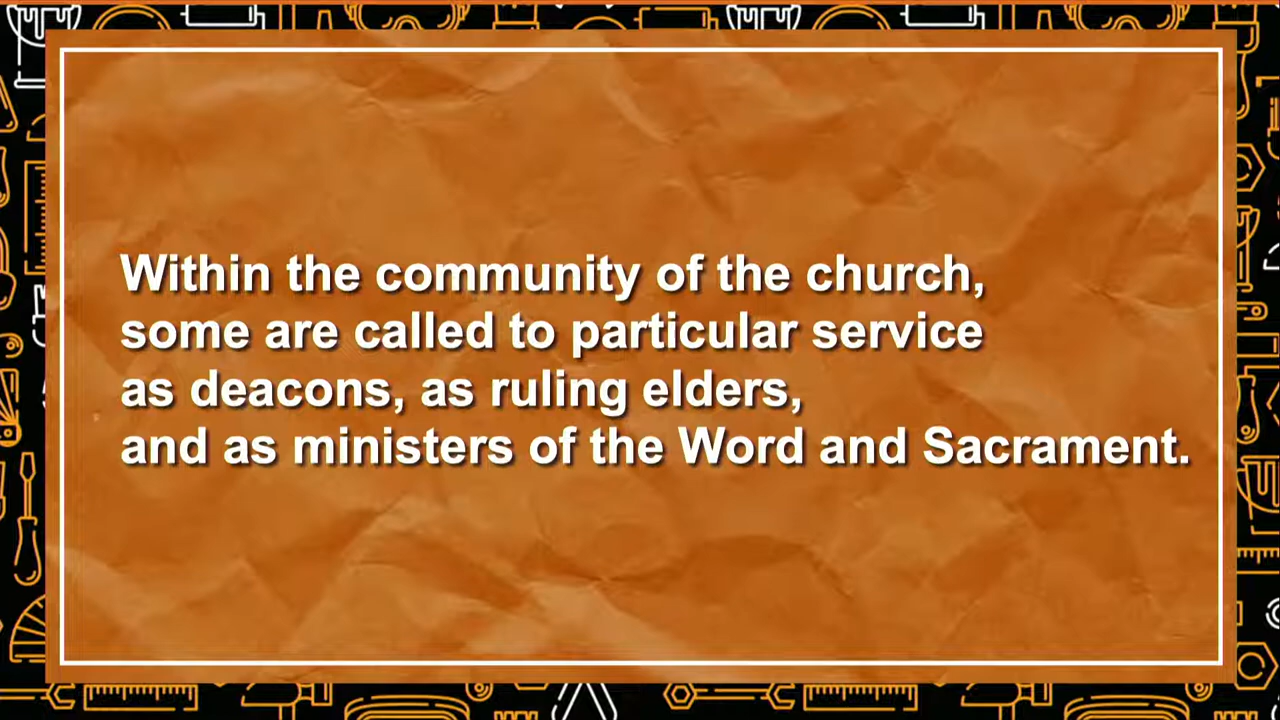 Within the community of the church,
some are called to particular service
as deacons, as ruling elders,
and as ministers of the Word and Sacrament.